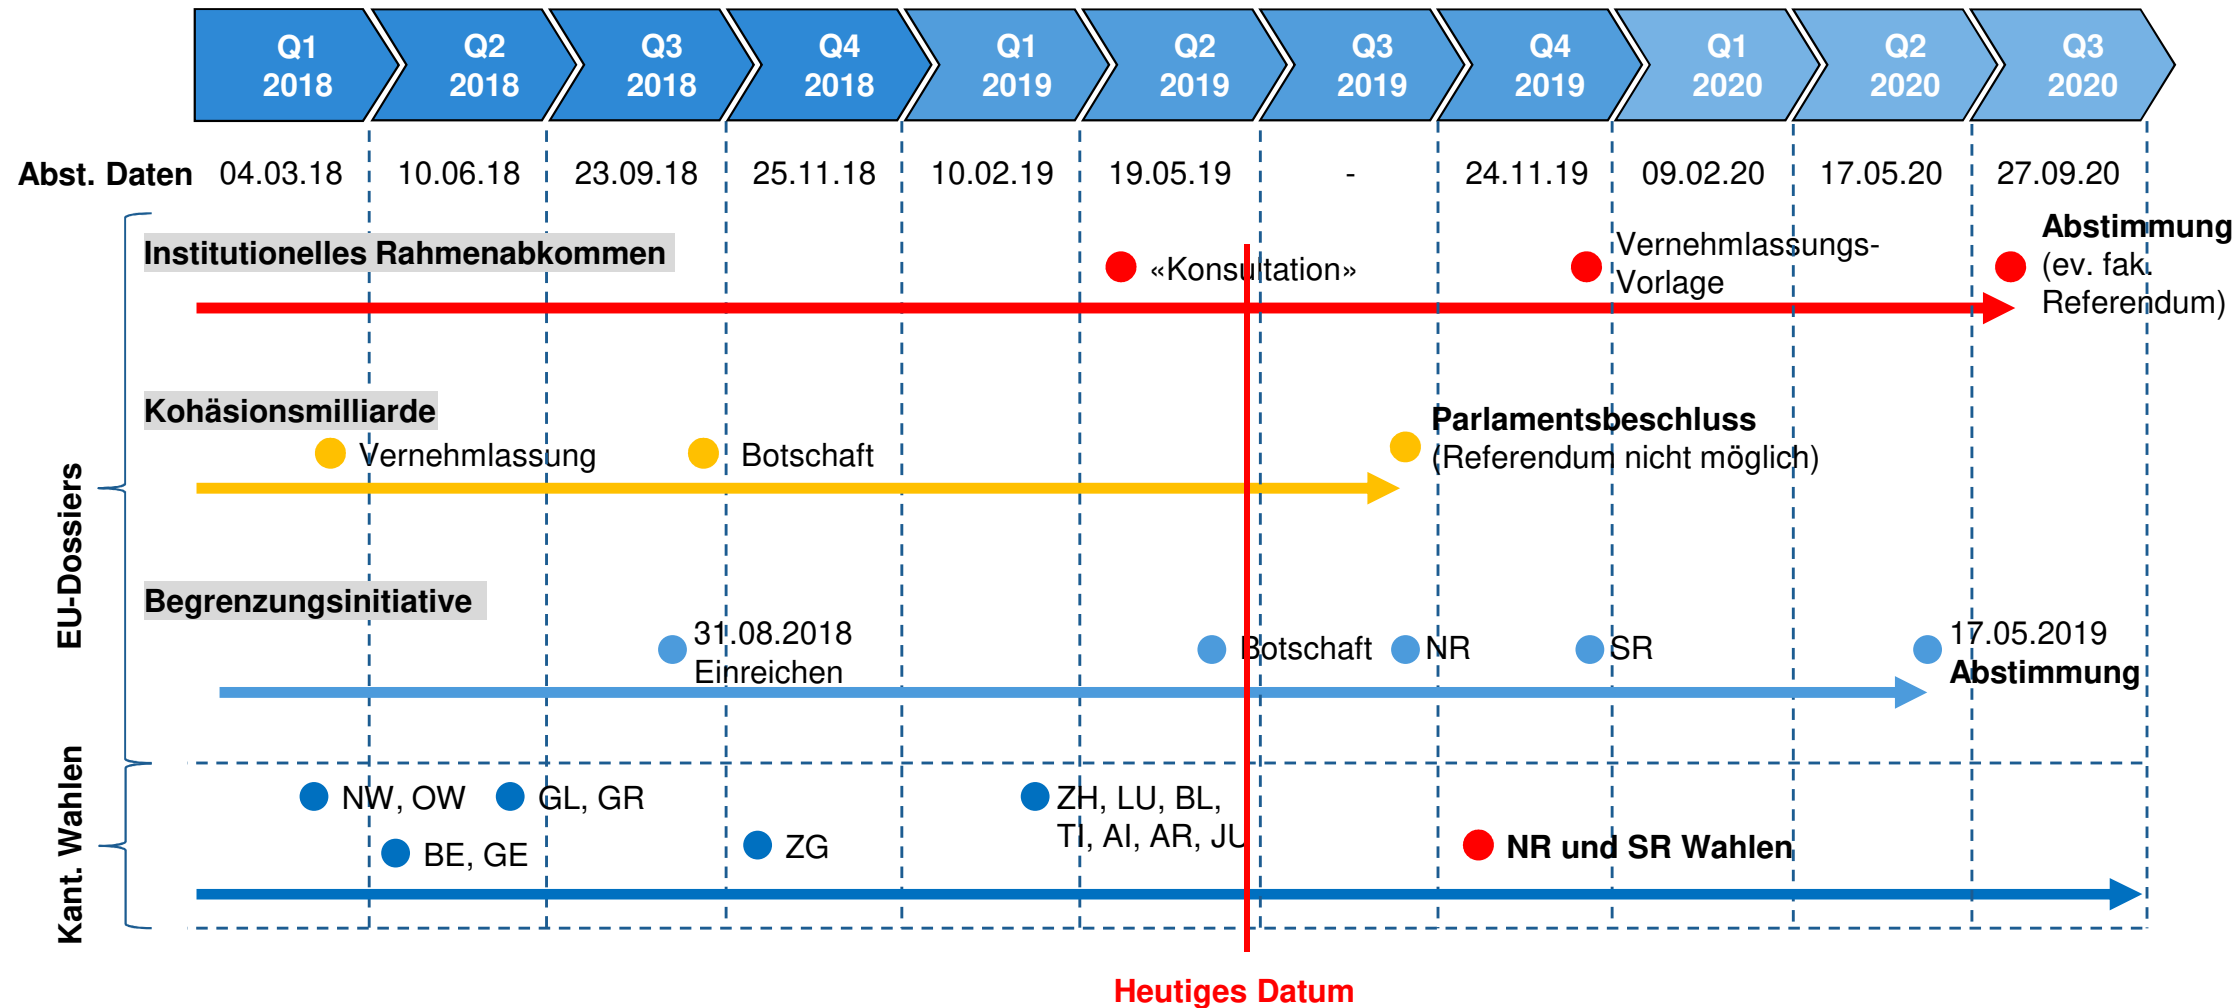 Q1 Q2 Q3 Q4 Q1 Q2 Q3 Q4 Q1 Q2 Q3
2018 2018 2018 2018 2019 2019 2019 2019 2020 2020 2020
Abst. Daten 04.03.18 10.06.18 23.09.18 25.11.18 10.02.19 19.05.19 - 24.11.19 09.02.20 17.05.20 27.09.20
EU-Dossiers
Institutionelles Rahmenabkommen
«Konsultation»
Vernehmlassungs-
Vorlage
Abstimmung
(ev. fak.
Referendum)
Kohäsionsmilliarde
Vernehmlassung
Botschaft
Parlamentsbeschluss
(Referendum nicht möglich)
Begrenzungsinitiative
31.08.2018
Einreichen
Botschaft
NR
SR
17.05.2019
Abstimmung
Kant. Wahlen
NW, OW
GL, GR
BE, GE
ZG
ZH, LU, BL,
TI, AI, AR, JU
NR und SR Wahlen
Heutiges Datum